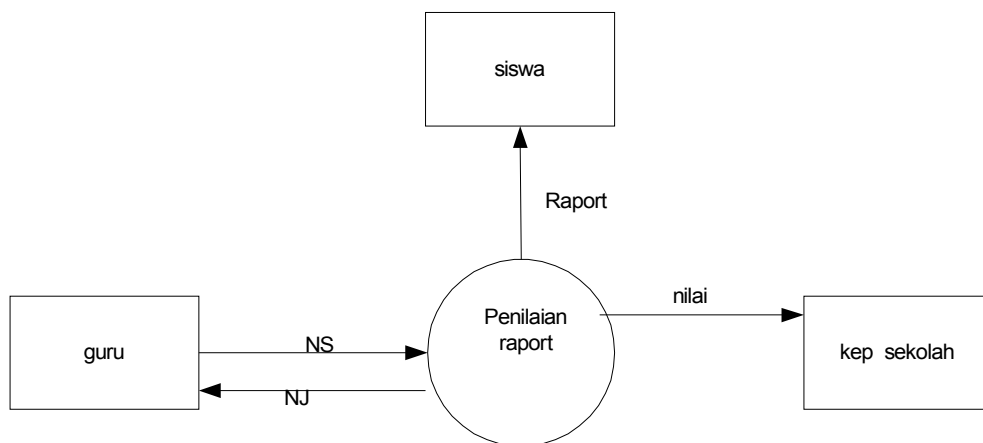 siswa
Raport
Penilaian
raport
nilai
guru
NS
NJ
kep sekolah